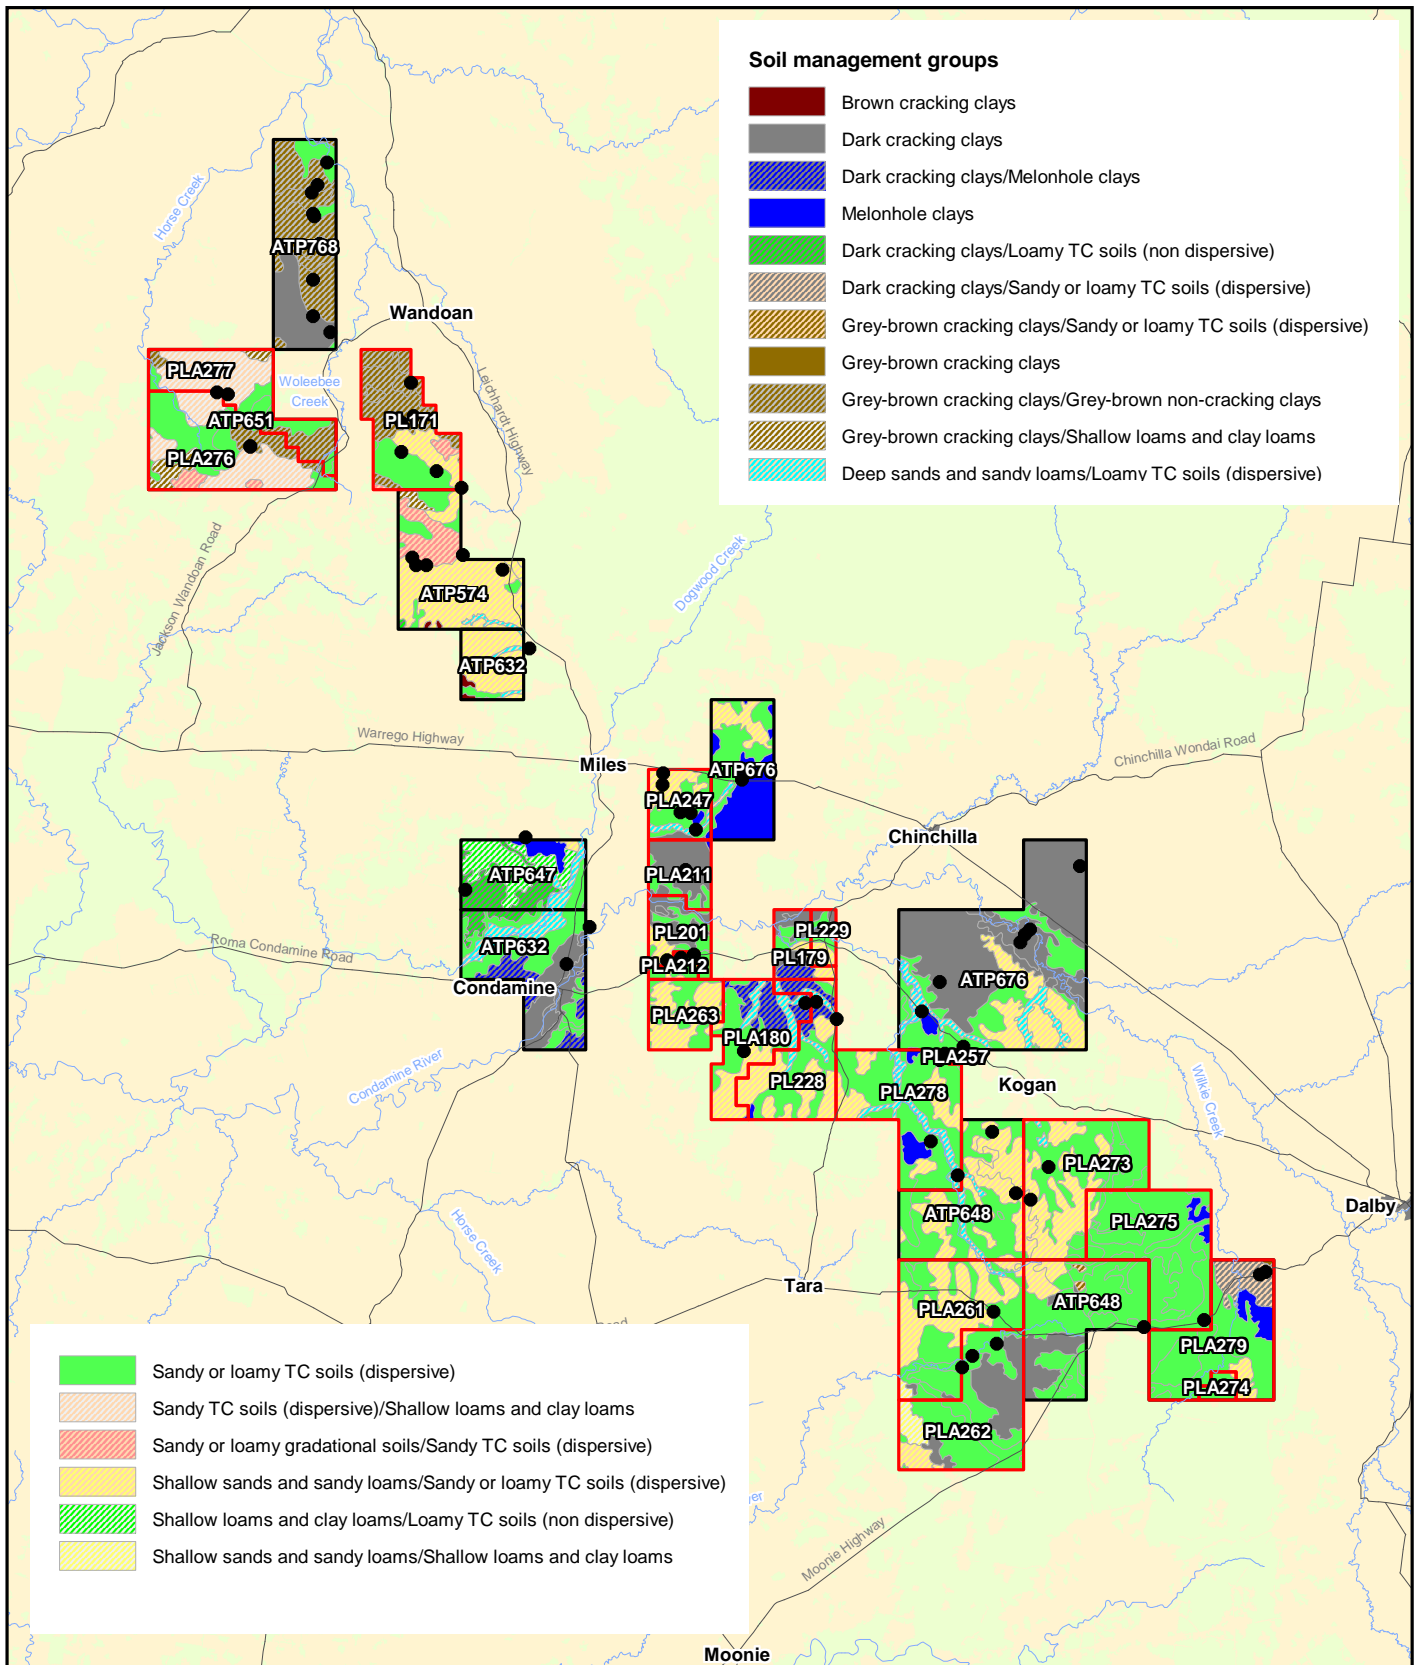 Soil management groups
Brown cracking clays
Dark cracking clays
Dark cracking clays/Melonhole clays
Melonhole clays
Dark cracking clays/Loamy TC soils (non dispersive)
Dark cracking clays/Sandy or loamy TC soils (dispersive)
Grey-brown cracking clays/Sandy or loamy TC soils (dispersive)
Grey-brown cracking clays
Grey-brown cracking clays/Grey-brown non-cracking clays
Grey-brown cracking clays/Shallow loams and clay loams
Deep sands and sandy loams/Loamy TC soils (dispersive)
Horse Creek
ATP768
Wandoan
PLA277
Woleebee
Creek
Leichhardt Highway
ATP651
PL171
PLA276
Jackson Wandoan Road
Dogwood Creek
ATP574
ATP632
Warrego Highway
Miles
ATP676
Chinchilla Wondai Road
PLA247
Chinchilla
ATP647
PLA211
PL201
PL229
ATP632
Roma Condamine Road
PLA212
PL179
ATP676
Condamine
PLA263
PLA180
PLA257
Condamine River
PL228
PLA278
Kogan
Wilkie Creek
PLA273
Horse Creek
ATP648
PLA275
Dalby
Tara
PLA261
ATP648
PLA279
PLA274
PLA262
Moonie Highway
Moonie
Sandy or loamy TC soils (dispersive)
Sandy TC soils (dispersive)/Shallow loams and clay loams
Sandy or loamy gradational soils/Sandy TC soils (dispersive)
Shallow sands and sandy loams/Sandy or loamy TC soils (dispersive)
Shallow loams and clay loams/Loamy TC soils (non dispersive)
Shallow sands and sandy loams/Shallow loams and clay loams